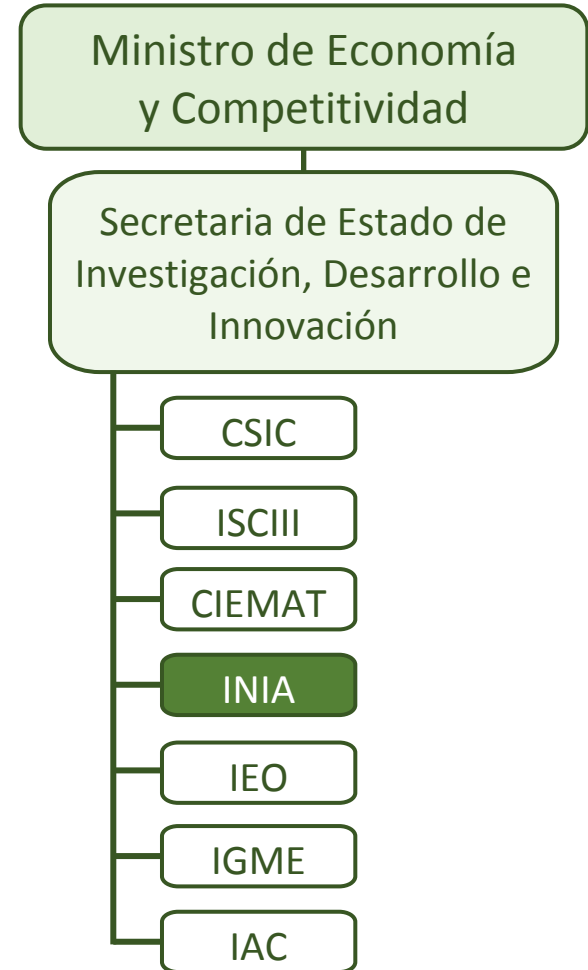 Ministro de Economía
y Competitividad
Secretaria de Estado de
Investigación, Desarrollo e
Innovación
CSIC
ISCIII
CIEMAT
INIA
IEO
IGME
IAC